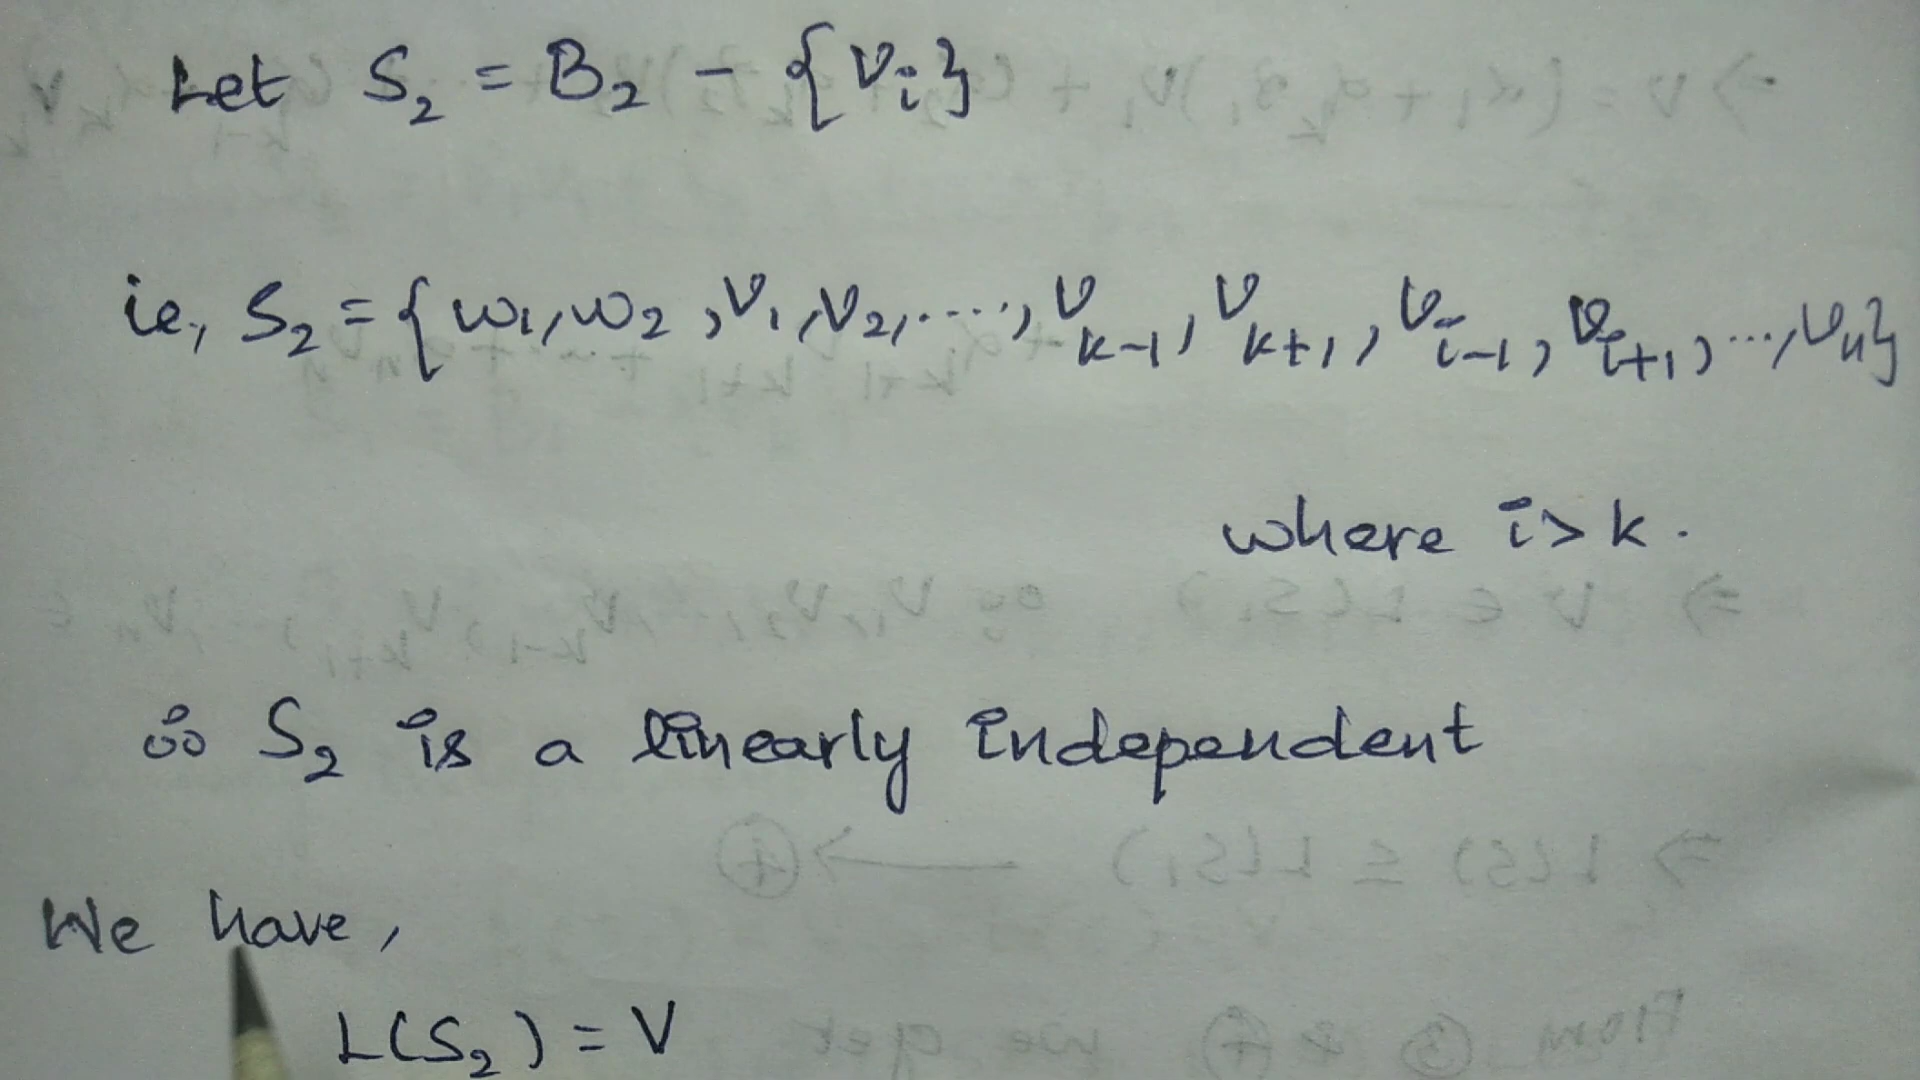 Let S₂ = B₂ - {vᵢ}
ie, S₂ = { w₁, w₂, v₁, v₂, ....., vₖ₋₁, vₖ₊₁, vᵢ₋₁, vᵢ₊₁, ..., vₙ}
where i > k.
∴ S₂ is a linearly independent
We have,
L(S₂) = V